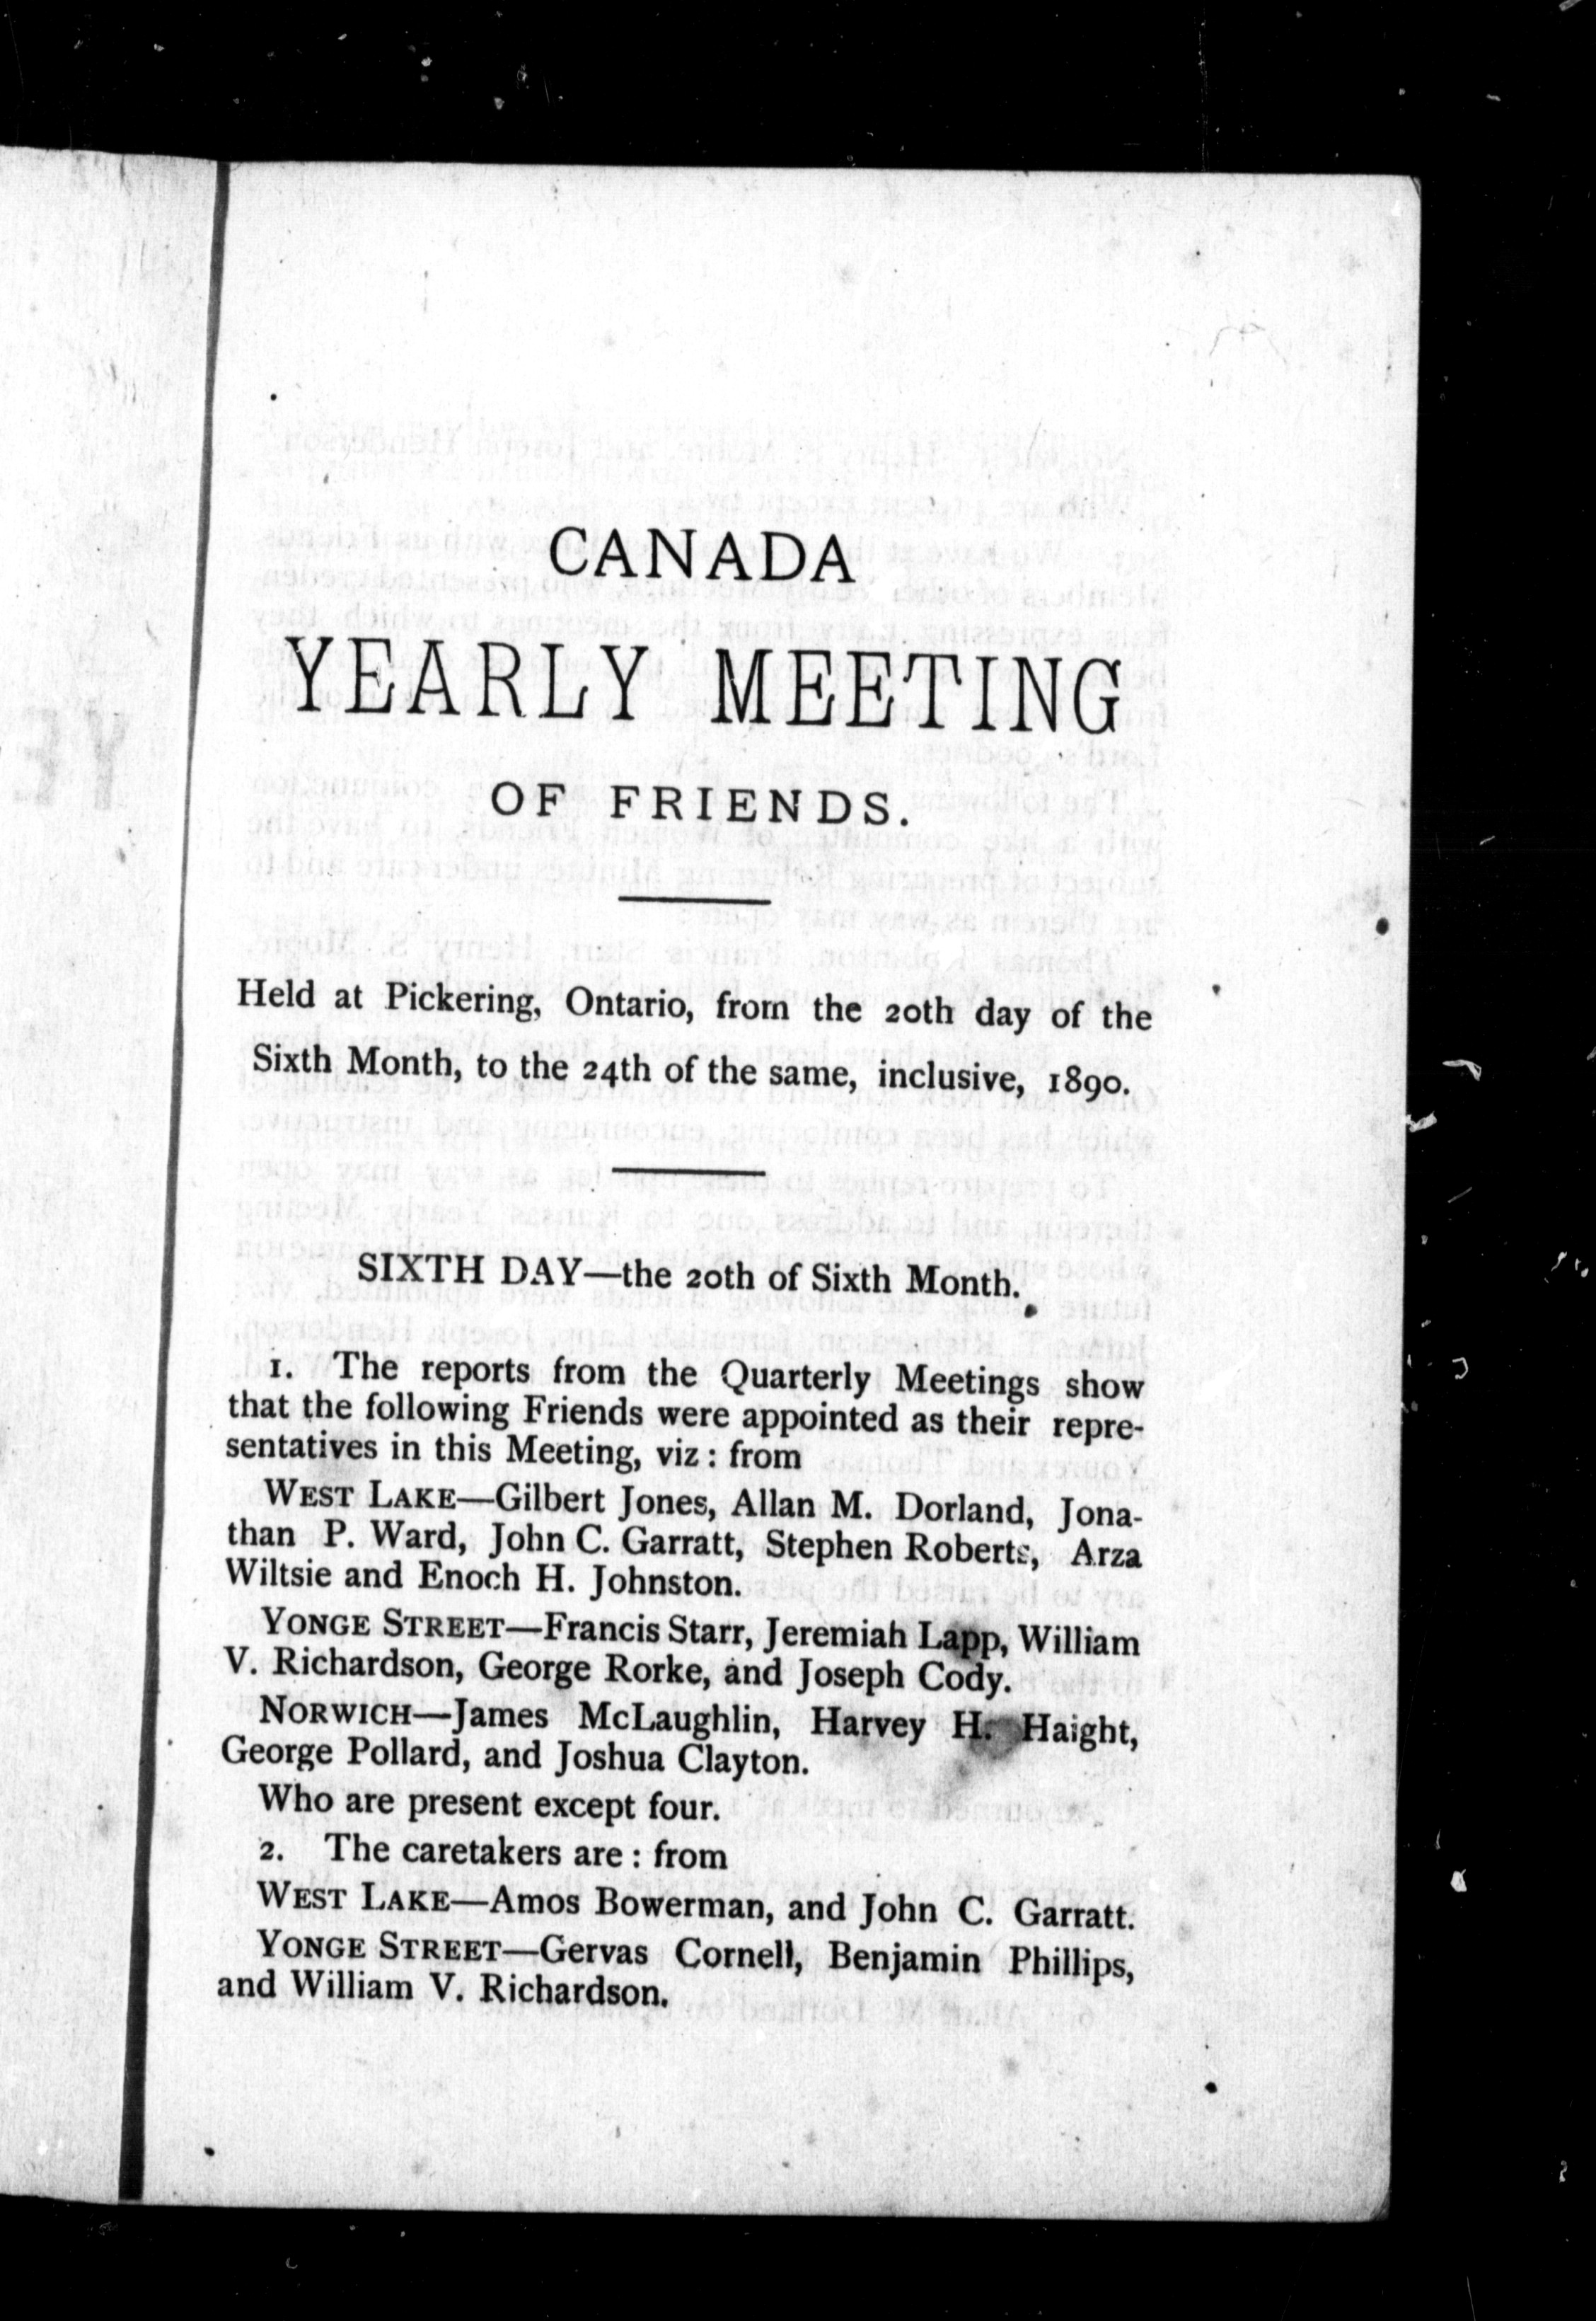 CANADA
YEARLY MEETING
OF FRIENDS.
Held at Pickering, Ontario, from the 20th day of the
Sixth Month, to the 24th of the same, inclusive, 1890.
SIXTH DAY—the 20th of Sixth Month.
1. The reports from the Quarterly Meetings show
that the following Friends were appointed as their repre-
sentatives in this Meeting, viz : from
WEST LAKE—Gilbert Jones, Allan M. Dorland, Jona-
than P. Ward, John C. Garratt, Stephen Roberts, Arza
Wiltsie and Enoch H. Johnston.
YONGE STREET—Francis Starr, Jeremiah Lapp, William
V. Richardson, George Rorke, and Joseph Cody.
NORWICH—James McLaughlin, Harvey H. Haight,
George Pollard, and Joshua Clayton.
Who are present except four.
2. The caretakers are : from
WEST LAKE—Amos Bowerman, and John C. Garratt.
YONGE STREET—Gervas Cornell, Benjamin Phillips,
and William V. Richardson.